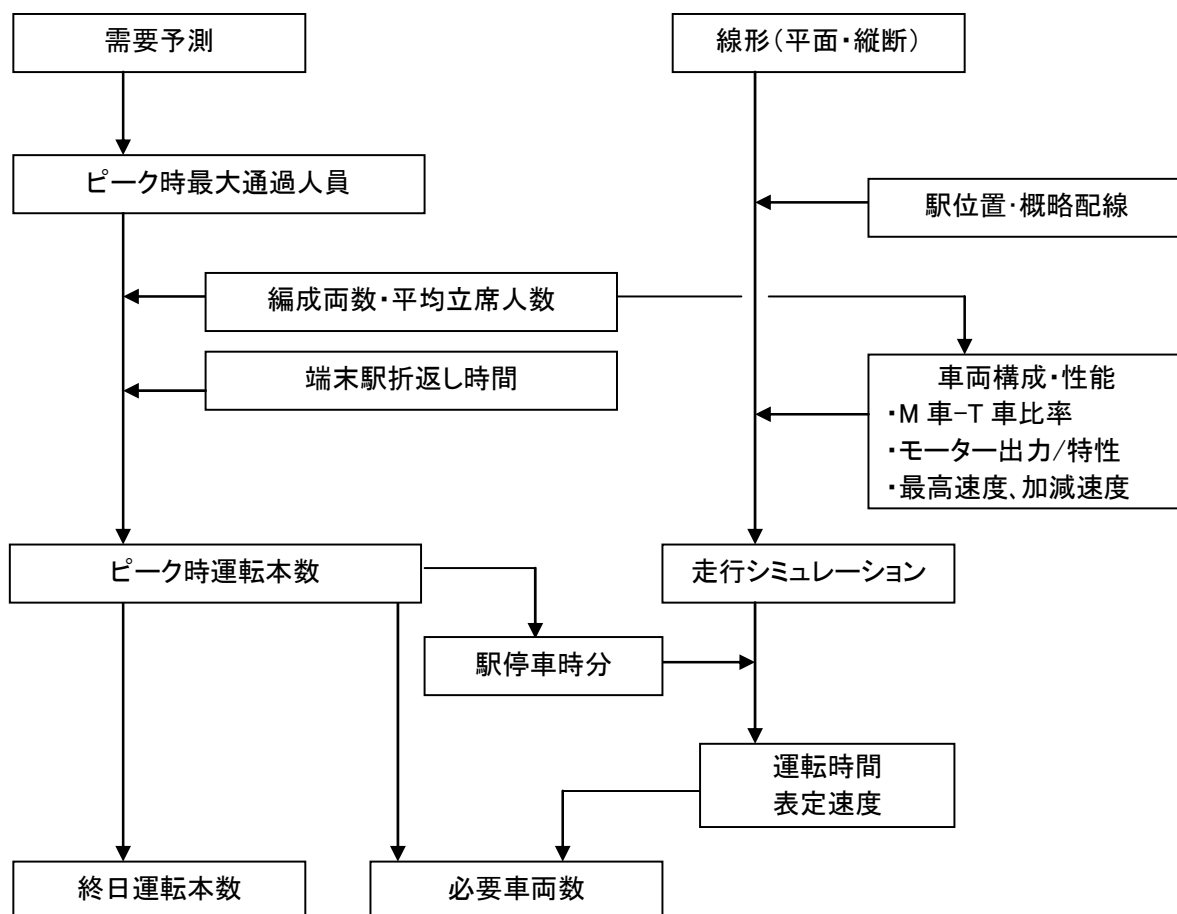 需要予測
線形(平面・縦断)
ピーク時最大通過人員
駅位置・概略配線
編成両数・平均立席人数
端末駅折返し時間
車両構成・性能
・M 車−T 車比率
・モーター出力/特性
・最高速度、加減速度
ピーク時運転本数
走行シミュレーション
駅停車時分
運転時間
表定速度
終日運転本数
必要車両数